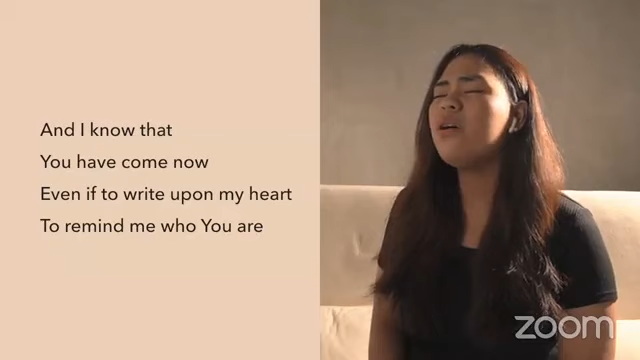 And I know that
You have come now
Even if to write upon my heart
To remind me who You are
zoom